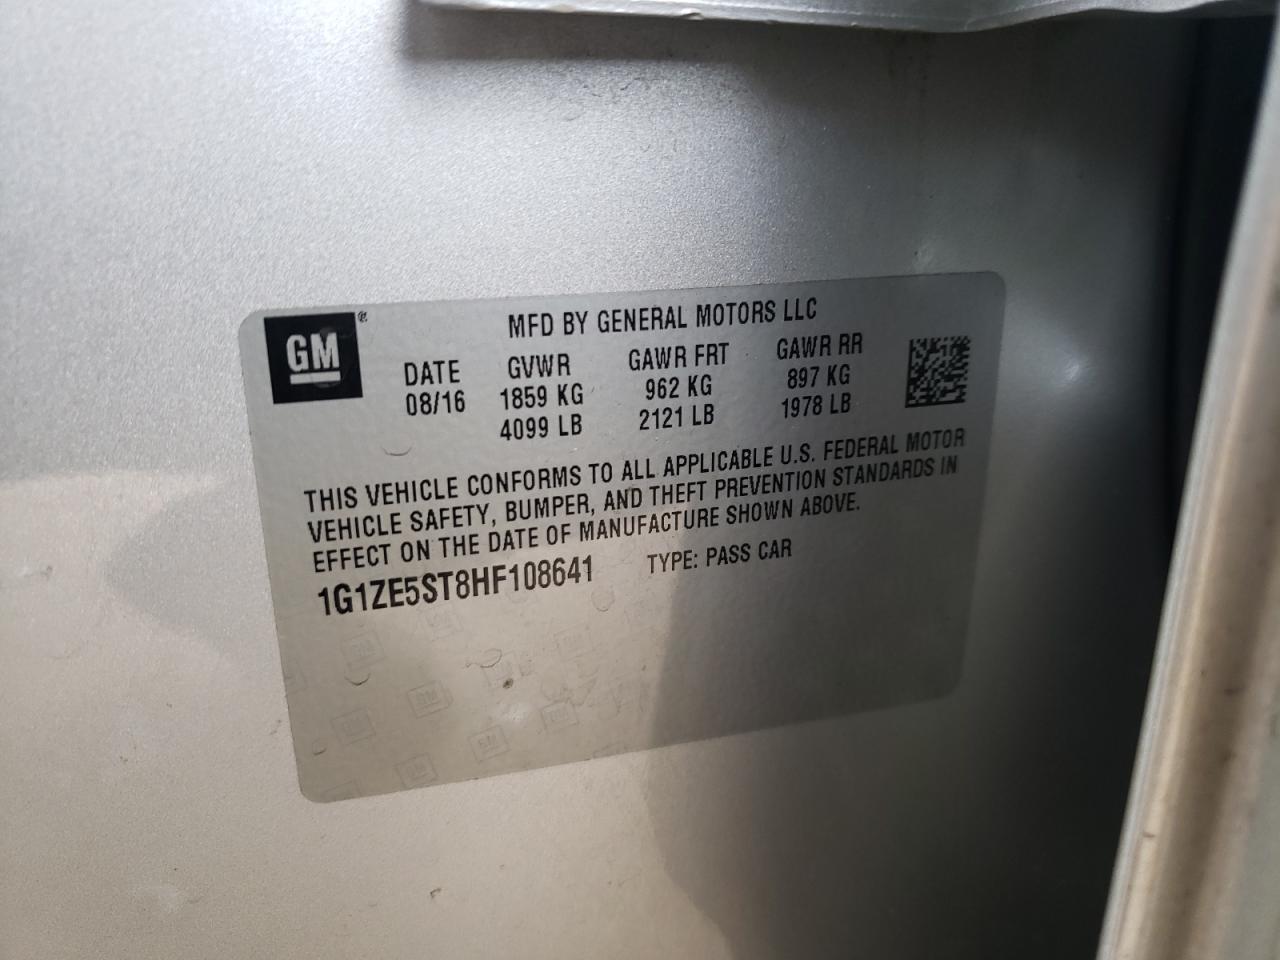 GM ®
MFD BY GENERAL MOTORS LLC
DATE GVWR GAWR FRT GAWR RR
08/16 1859 KG 962 KG 897 KG
4099 LB 2121 LB 1978 LB
THIS VEHICLE CONFORMS TO ALL APPLICABLE U.S. FEDERAL MOTOR
VEHICLE SAFETY, BUMPER, AND THEFT PREVENTION STANDARDS IN
EFFECT ON THE DATE OF MANUFACTURE SHOWN ABOVE.
1G1ZE5ST8HF108641 TYPE: PASS CAR